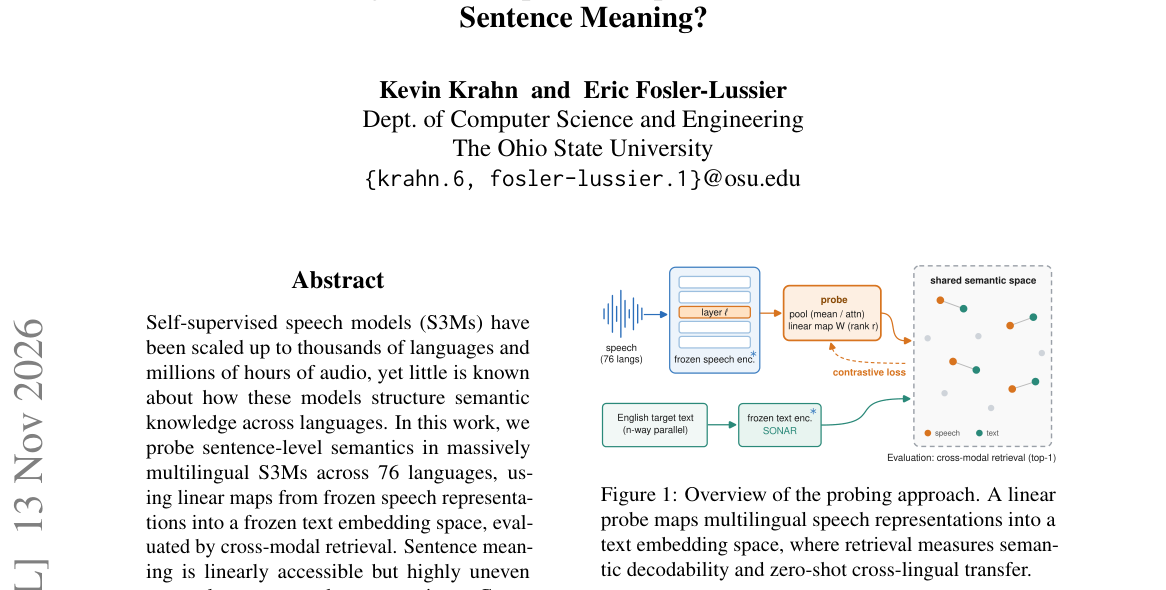 Sentence Meaning?
Kevin Krahn and Eric Fosler-Lussier
Dept. of Computer Science and Engineering
The Ohio State University
{krahn.6, fosler-lussier.1}@osu.edu
L] 13 Nov 2026
Abstract
Self-supervised speech models (S3Ms) have
been scaled up to thousands of languages and
millions of hours of audio, yet little is known
about how these models structure semantic
knowledge across languages. In this work, we
probe sentence-level semantics in massively
multilingual S3Ms across 76 languages, us-
ing linear maps from frozen speech representa-
tions into a frozen text embedding space, eval-
uated by cross-modal retrieval. Sentence mean-
ing is linearly accessible but highly uneven
speech
(76 langs)
layer ℓ
frozen speech enc.*
probe
pool (mean / attn)
linear map W (rank r)
contrastive loss
English target text
(n-way parallel)
frozen text enc.*
SONAR
shared semantic space
speech
text
Evaluation: cross-modal retrieval (top-1)
Figure 1: Overview of the probing approach. A linear
probe maps multilingual speech representations into a
text embedding space, where retrieval measures seman-
tic decodability and zero-shot cross-lingual transfer.